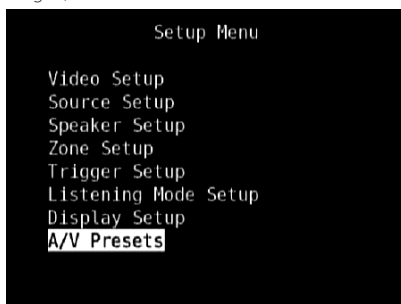 Setup Menu
Video Setup
Source Setup
Speaker Setup
Zone Setup
Trigger Setup
Listening Mode Setup
Display Setup
A/V Presets